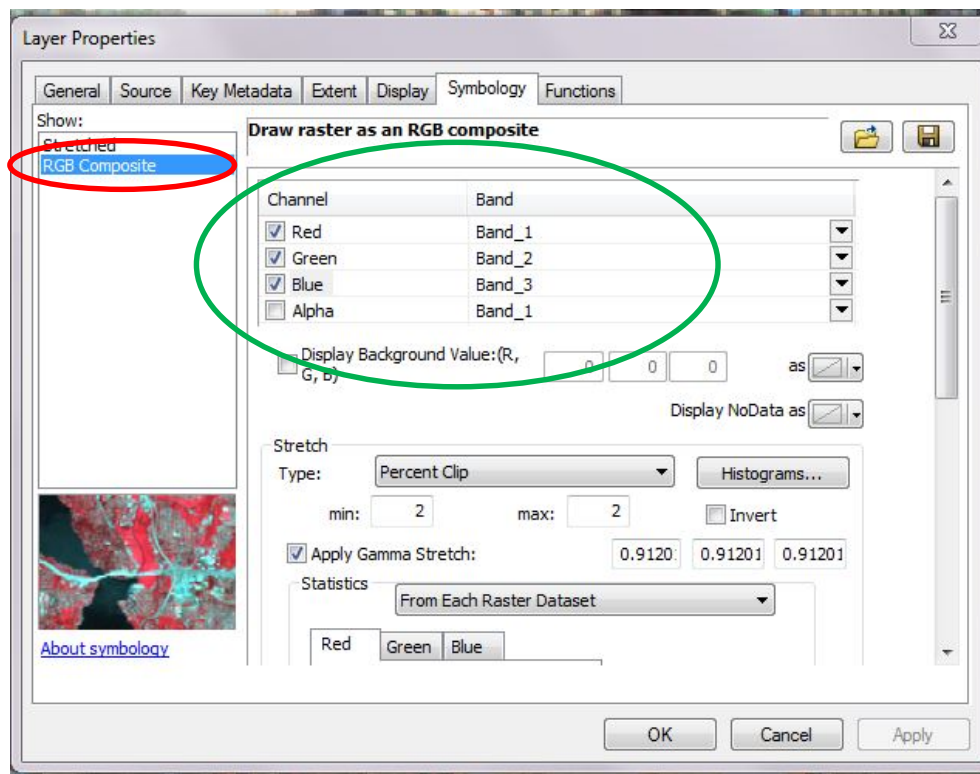 Layer Properties
General Source Key Metadata Extent Display Symbology Functions
Show:
Stretched
RGB Composite
Draw raster as an RGB composite
Channel Band
Red Band_1
Green Band_2
Blue Band_3
Alpha Band_1
Display Background Value:(R,
G, B)
0 0 0 as
Display NoData as
Stretch
Type: Percent Clip Histograms...
min: 2 max: 2 Invert
Apply Gamma Stretch: 0.9120: 0.91201 0.91201
Statistics
From Each Raster Dataset
Red Green Blue
About symbology
OK Cancel Apply